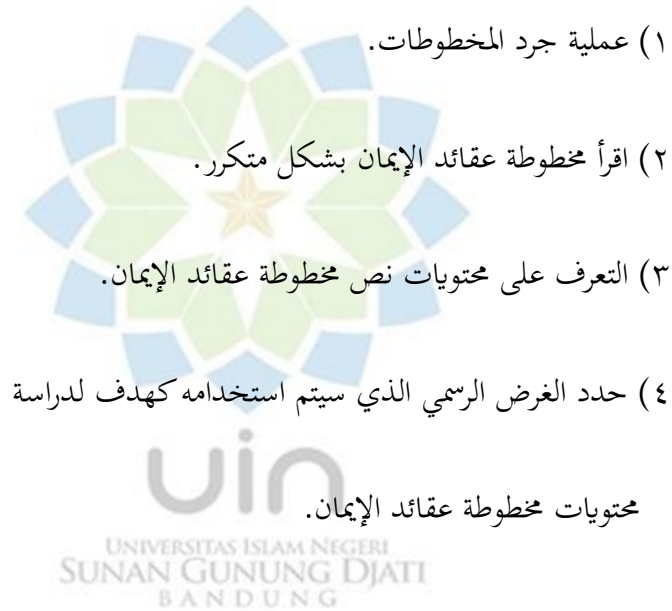 ١) عملية جرد المخطوطات.
٢) اقرأ مخطوطة عقائد الإيمان بشكل متكرر.
٣) التعرف على محتويات نص مخطوطة عقائد الإيمان.
٤) حدد الغرض الرسمي الذي سيتم استخدامه كهدف لدراسة
محتويات مخطوطة عقائد الإيمان.
uin
UNIVERSITAS ISLAM NEGERI
SUNAN GUNUNG DJATI
BANDUNG